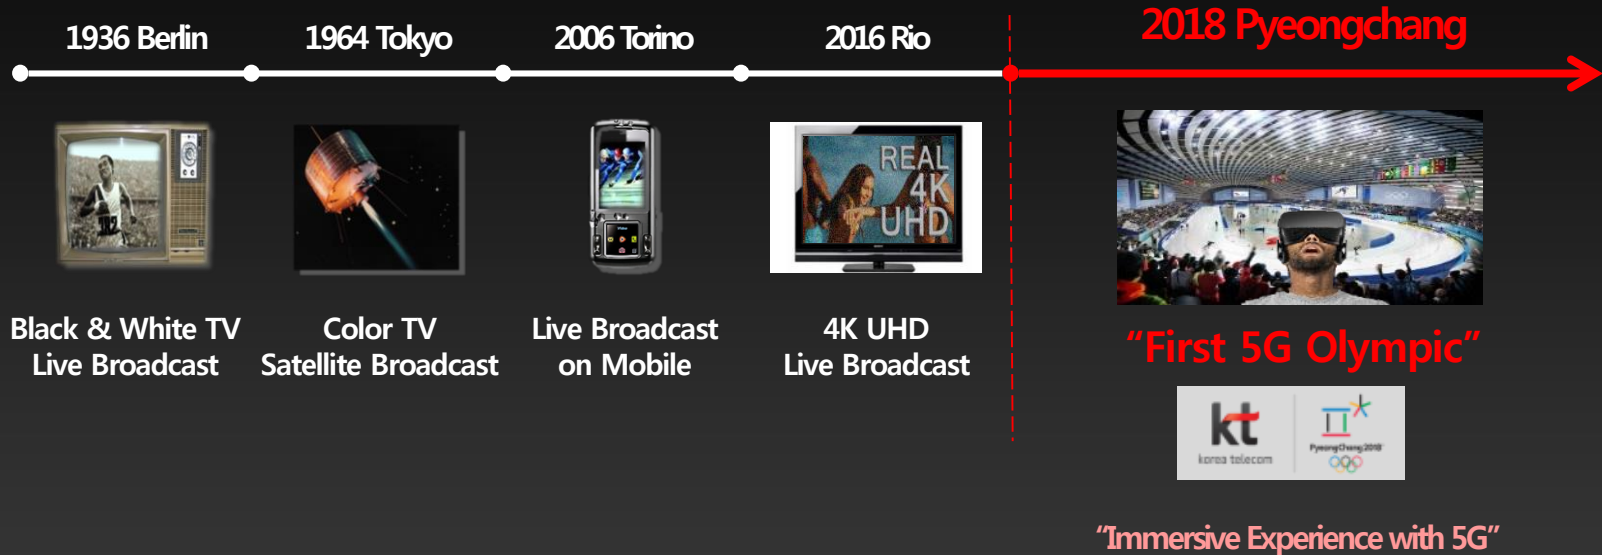 1936 Berlin
1964 Tokyo
2006 Torino
2016 Rio
2018 Pyeongchang
REAL
4K
UHD
Black & White TV
Live Broadcast
Color TV
Satellite Broadcast
Live Broadcast
on Mobile
4K UHD
Live Broadcast
“First 5G Olympic”
kt
korea telecom
PyeongChang 2018
“Immersive Experience with 5G”